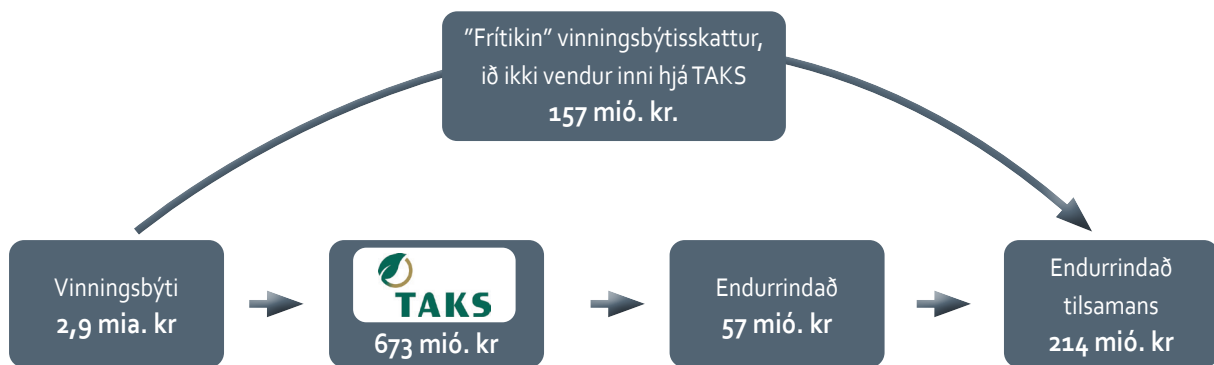 ”Frítikin” vinningsbýtisskattur,
ið ikki vendur inni hjá TAKS
157 mió. kr.
Vinningsbýti
2,9 mia. kr
TAKS
673 mió. kr
Endurrindað
57 mió. kr
Endurrindað
tilsamans
214 mió. kr